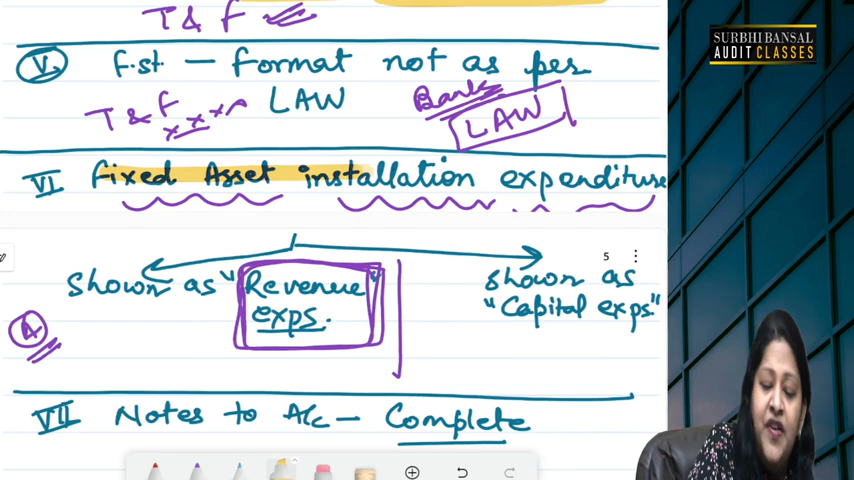 T & F
SURBHI BANSAL
AUDIT CLASSES
V. F.st — Format not as per
LAW
T & F
xxx
Bank
LAW
VI Fixed Asset installation expenditure
5
Shown as "Revenue" exps.
Shown as "Capital exps"
A
VII Notes to A/c — Complete